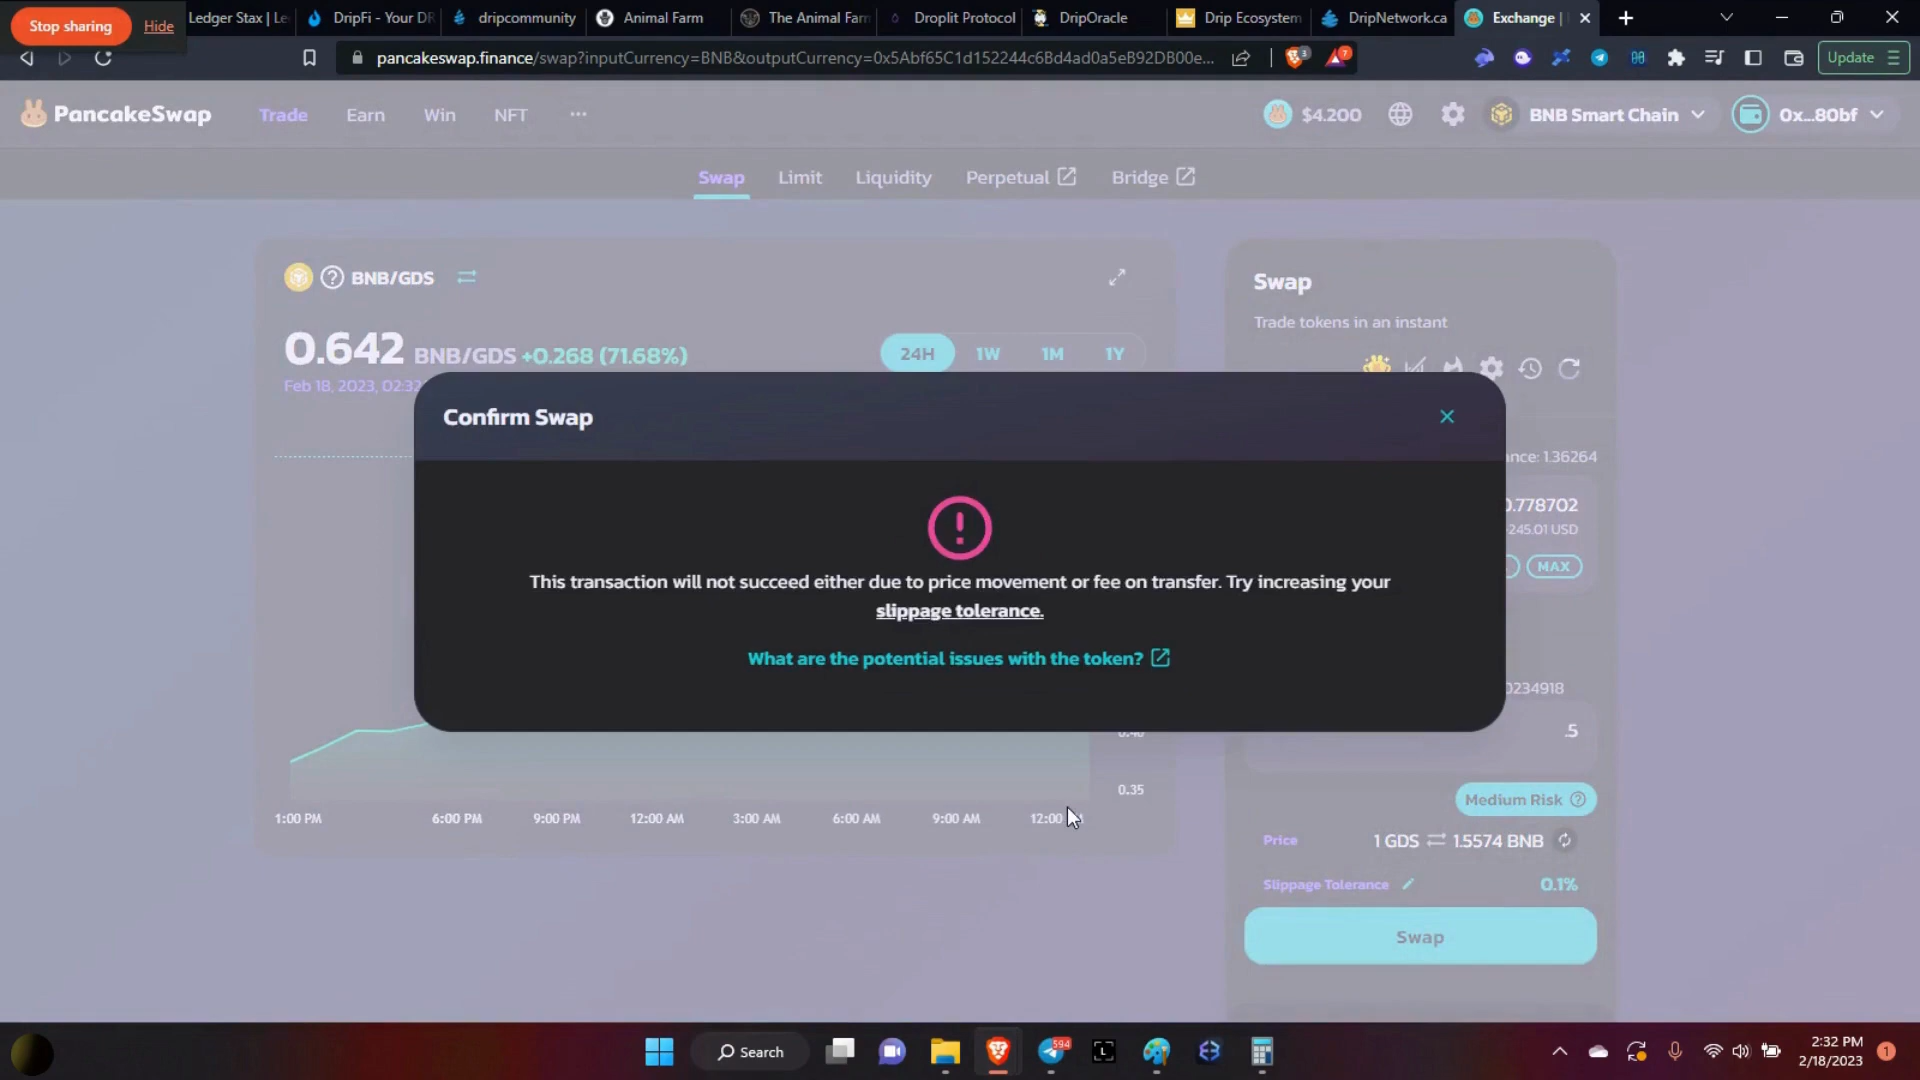 Stop sharing
Hide
Ledger Stax | Le
DripFi - Your DR
dripcommunity
Animal Farm
The Animal Farm
Droplit Protocol
DripOracle
Drip Ecosystem
DripNetwork.ca
Exchange |
pancakeswap.finance/swap?inputCurrency=BNB&outputCurrency=0x5Abf65C1d152244c6Bd4ad0a5eB92DB00e...
3
7
Update
PancakeSwap
Trade
Earn
Win
NFT
$4.200
BNB Smart Chain
0x...80bf
Swap
Limit
Liquidity
Perpetual
Bridge
BNB/GDS
0.642 BNB/GDS +0.268 (71.68%)
Feb 18, 2023, 02:32
24H
1W
1M
1Y
0.35
1:00 PM
6:00 PM
9:00 PM
12:00 AM
3:00 AM
6:00 AM
9:00 AM
12:00
Swap
Trade tokens in an instant
nce: 1.36264
0.778702
245.01 USD
MAX
0234918
.5
Medium Risk
Price
1 GDS ⇌ 1.5574 BNB
Slippage Tolerance
0.1%
Swap
Confirm Swap
This transaction will not succeed either due to price movement or fee on transfer. Try increasing your
slippage tolerance.
What are the potential issues with the token?
Search
594
2:32 PM
2/18/2023
1